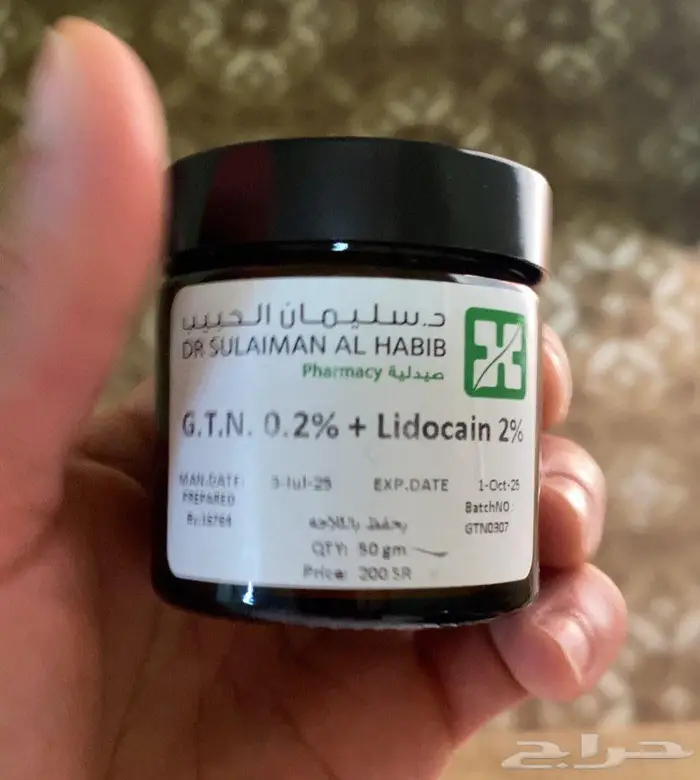 د.سليمان الحبيب
DR SULAIMAN AL HABIB
Pharmacy صيدلية
G.T.N. 0.2% + Lidocain 2%
MAN.DATE: 3-Jul-25 EXP.DATE 1-Oct-25
PREPARED BatchNO:
By:19764 GTN0307
يحفظ بالثلاجة
QTY: 50 gm
Price: 200 SR
حراج